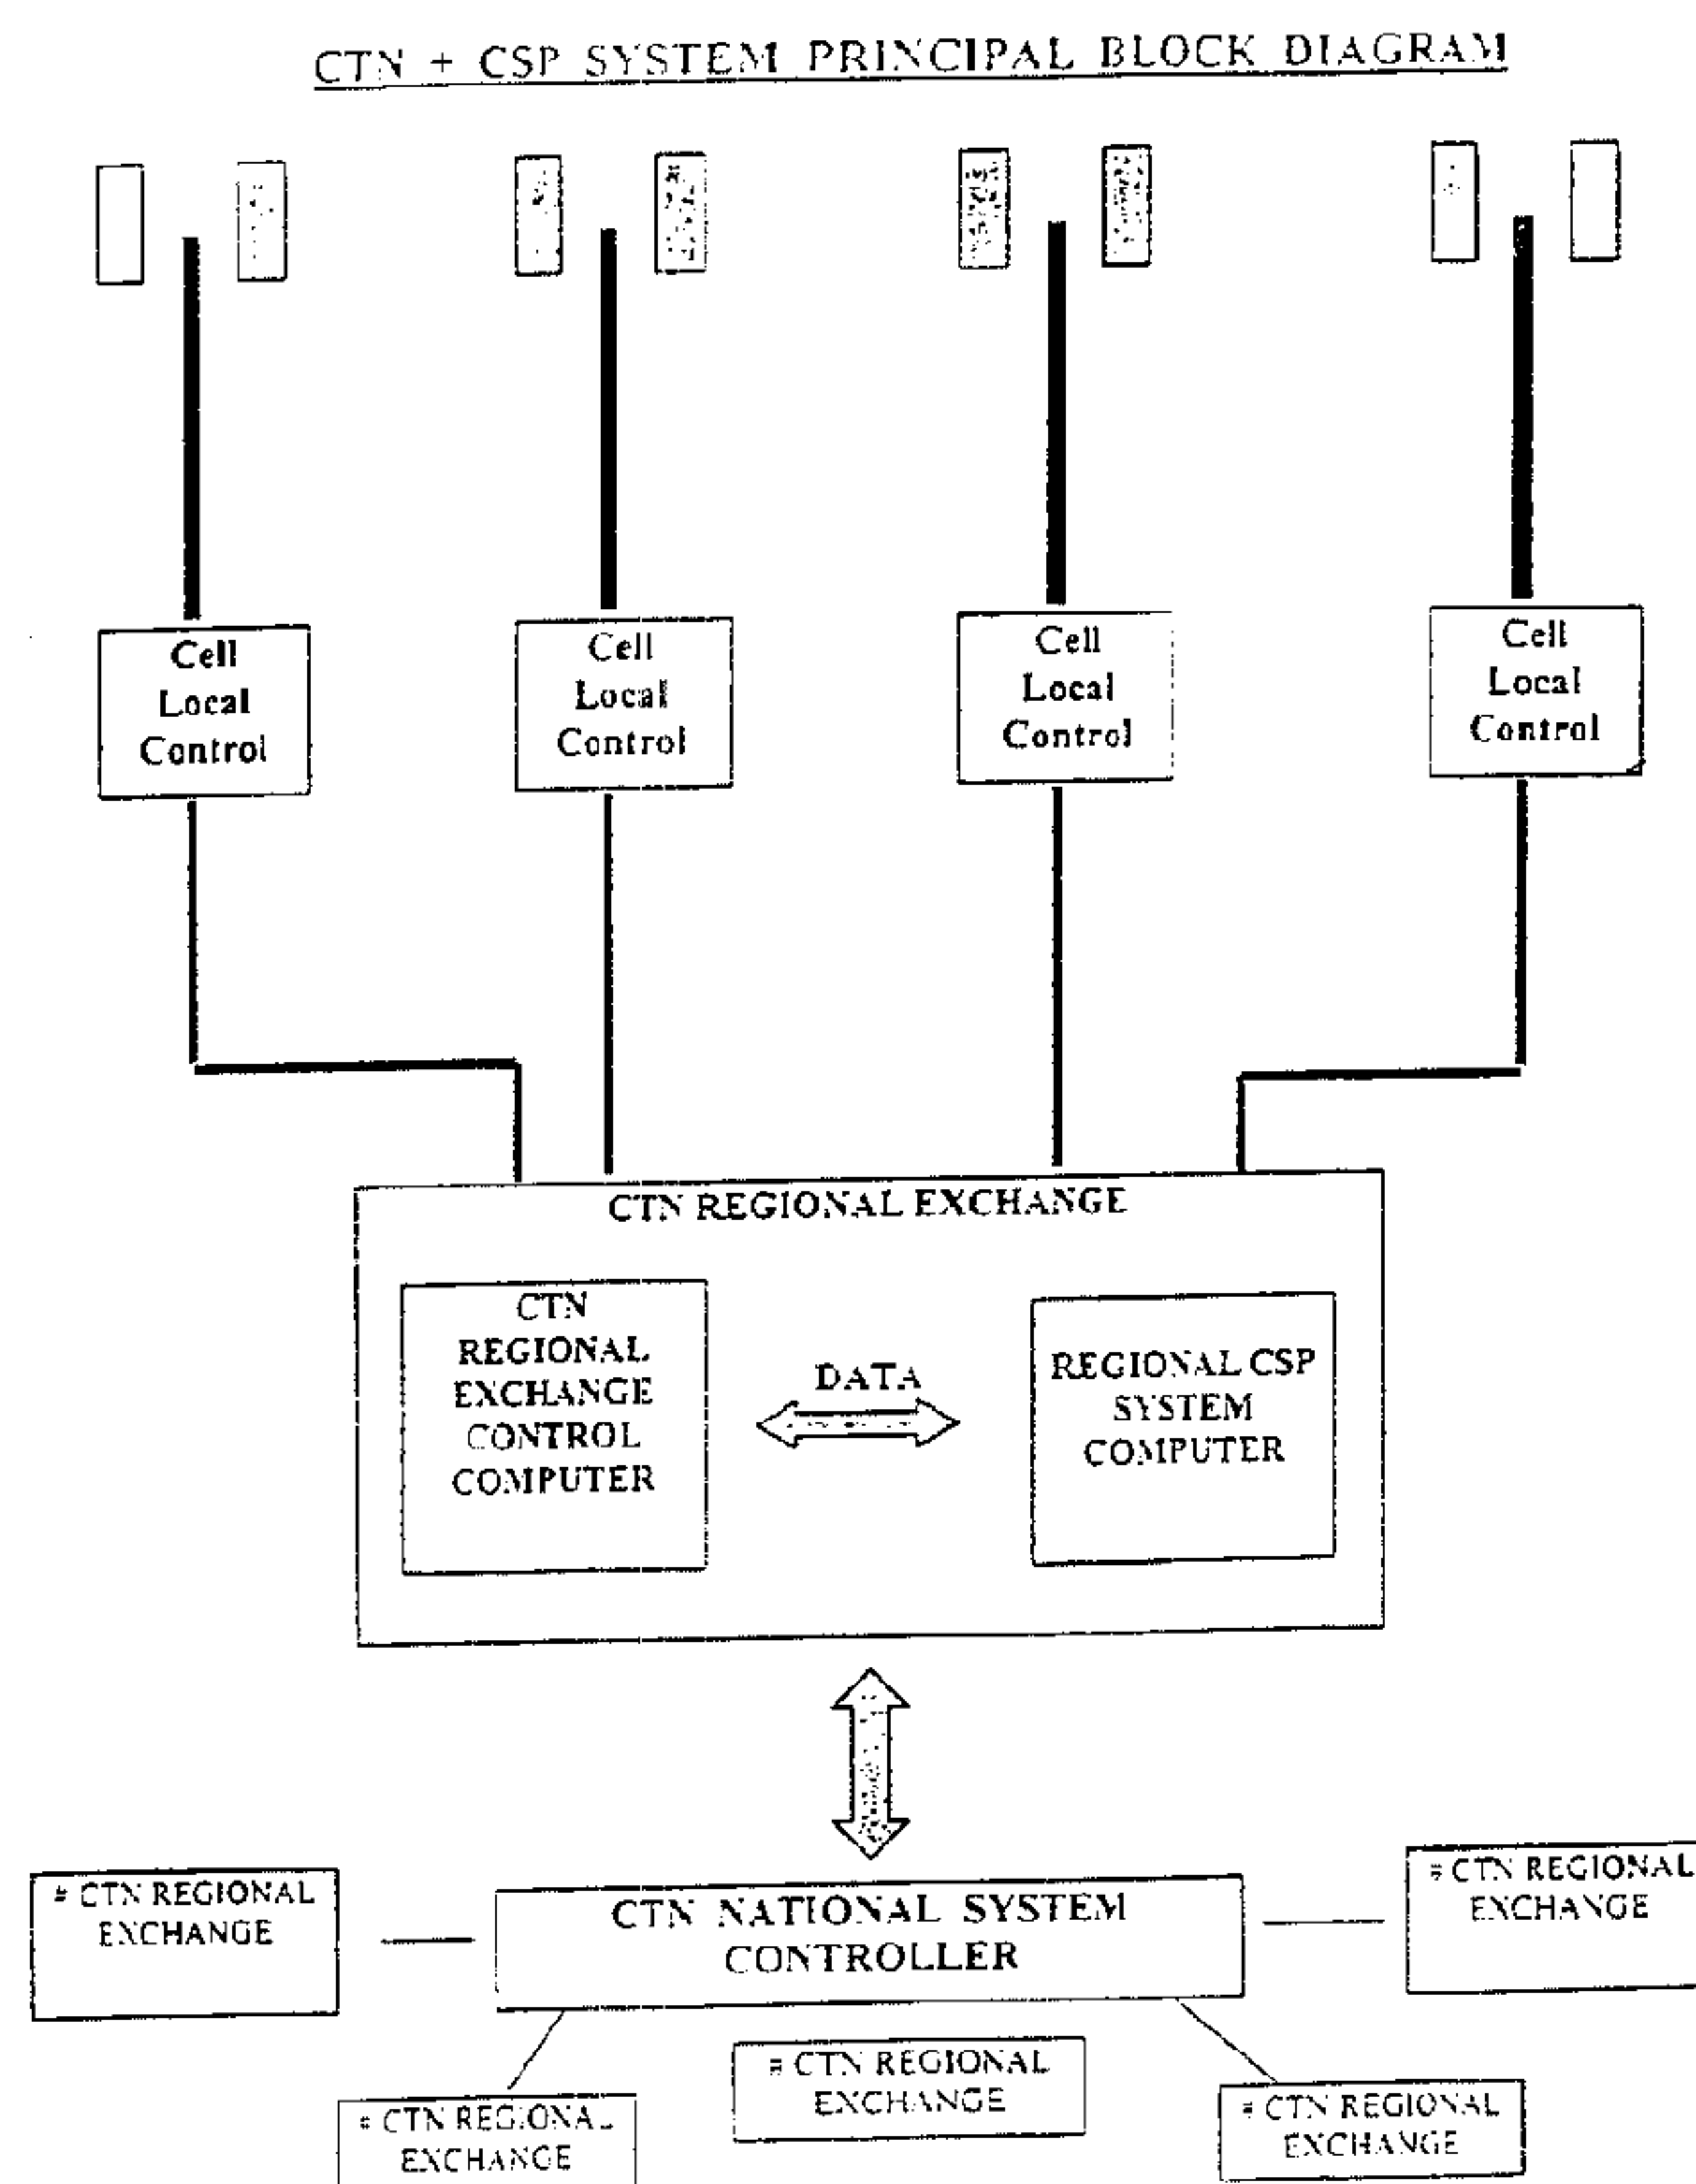 CTN + CSP SYSTEM PRINCIPAL BLOCK DIAGRAM
Cell
Local
Control
Cell
Local
Control
Cell
Local
Control
Cell
Local
Control
CTN REGIONAL EXCHANGE
CTN
REGIONAL
EXCHANGE
CONTROL
COMPUTER
DATA
REGIONAL CSP
SYSTEM
COMPUTER
# CTN REGIONAL
EXCHANGE
CTN NATIONAL SYSTEM
CONTROLLER
# CTN REGIONAL
EXCHANGE
# CTN REGIONAL
EXCHANGE
# CTN REGIONAL
EXCHANGE
# CTN REGIONAL
EXCHANGE